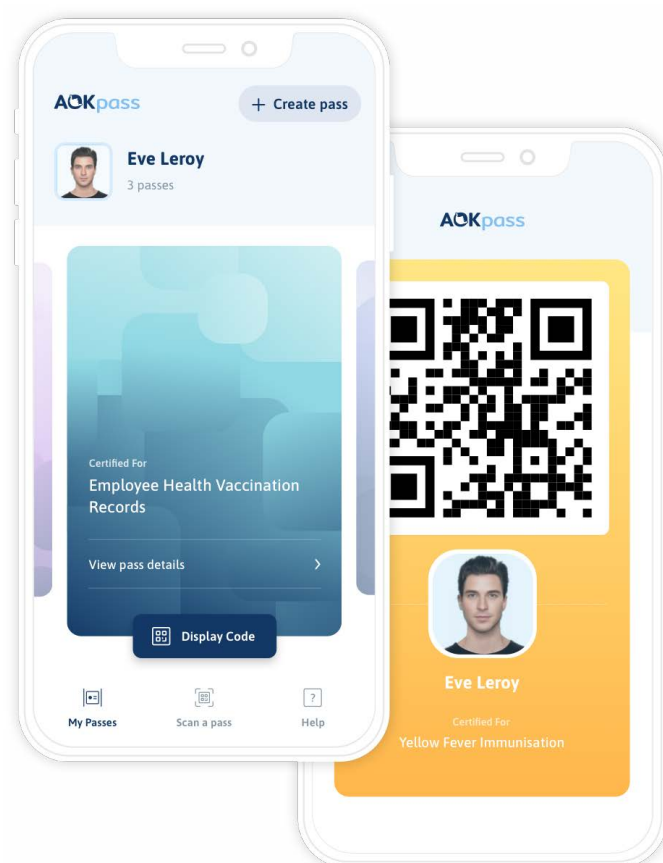 AOKpass
+ Create pass
Eve Leroy
3 passes
Certified For
Employee Health Vaccination
Records
View pass details
Display Code
My Passes
Scan a pass
? 
Help
AOKpass
Eve Leroy
Certified For
Yellow Fever Immunisation